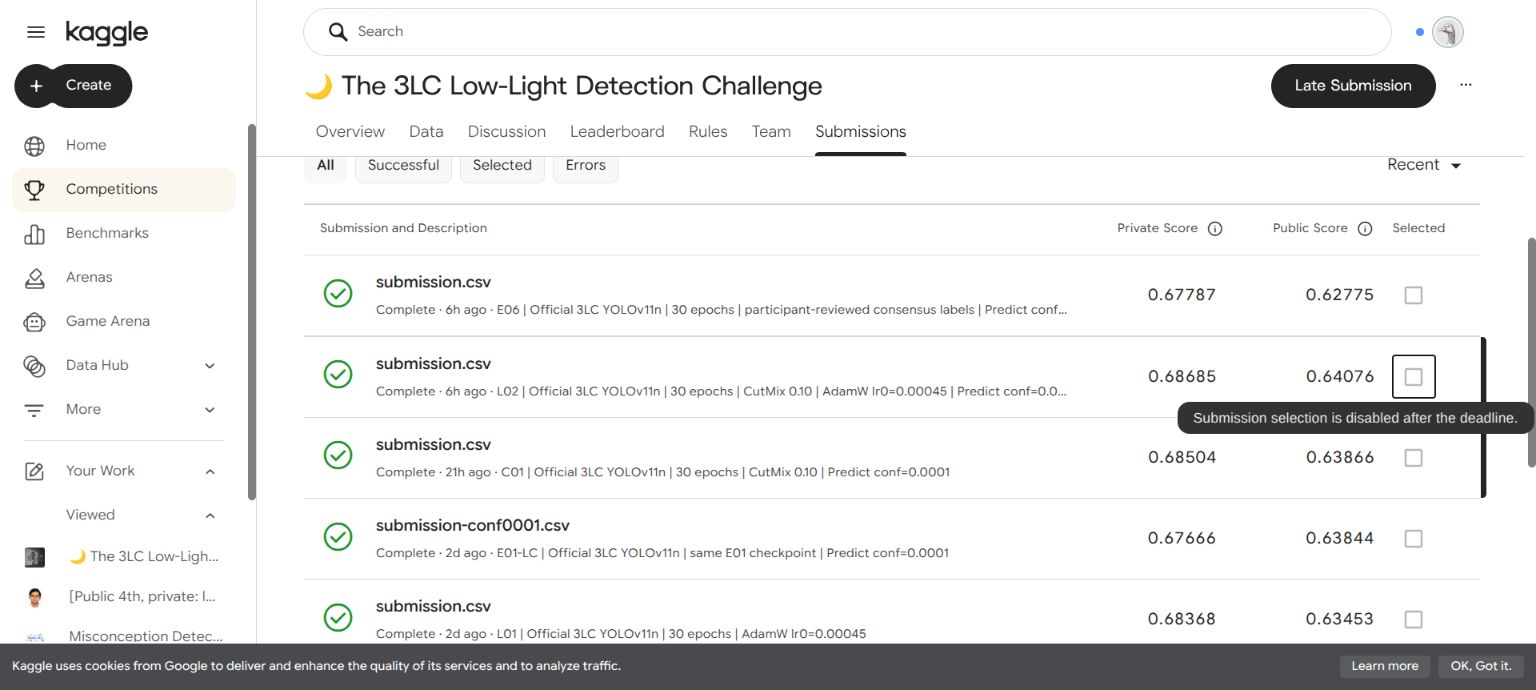 kaggle
Search
Create
🌙 The 3LC Low-Light Detection Challenge
Late Submission
...
Overview Data Discussion Leaderboard Rules Team Submissions
Home
Competitions
Benchmarks
Arenas
Game Arena
Data Hub
More
Your Work
Viewed
🌙 The 3LC Low-Ligh...
[Public 4th, private: I...
Misconception Detec...
All Successful Selected Errors
Recent
Submission and Description Private Score Public Score Selected
submission.csv
Complete · 6h ago · E06 | Official 3LC YOLOv11n | 30 epochs | participant-reviewed consensus labels | Predict conf...
0.67787 0.62775
submission.csv
Complete · 6h ago · L02 | Official 3LC YOLOv11n | 30 epochs | CutMix 0.10 | AdamW lr0=0.00045 | Predict conf=0.0...
0.68685 0.64076
Submission selection is disabled after the deadline.
submission.csv
Complete · 21h ago · C01 | Official 3LC YOLOv11n | 30 epochs | CutMix 0.10 | Predict conf=0.0001
0.68504 0.63866
submission-conf0001.csv
Complete · 2d ago · E01-LC | Official 3LC YOLOv11n | same E01 checkpoint | Predict conf=0.0001
0.67666 0.63844
submission.csv
Complete · 2d ago · L01 | Official 3LC YOLOv11n | 30 epochs | AdamW lr0=0.00045
0.68368 0.63453
Kaggle uses cookies from Google to deliver and enhance the quality of its services and to analyze traffic.
Learn more OK, Got it.